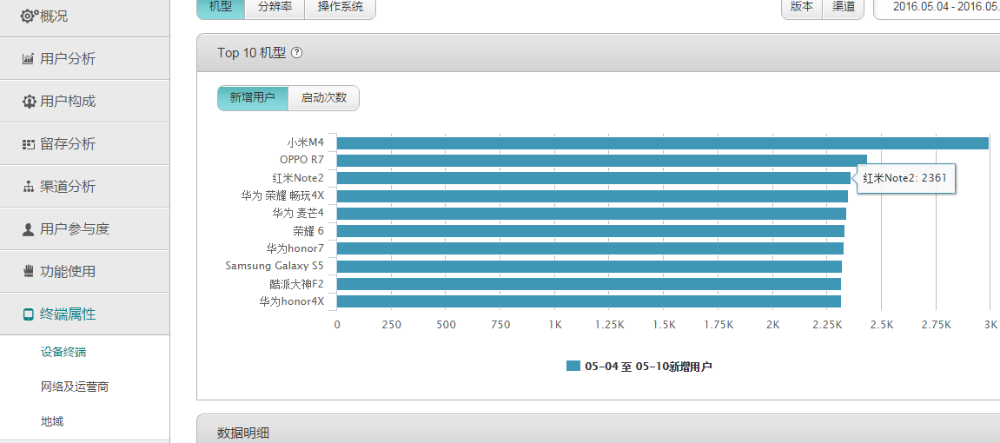 概况
用户分析
用户构成
留存分析
渠道分析
用户参与度
功能使用
终端属性
设备终端
网络及运营商
地域
机型 分辨率 操作系统
版本 渠道 2016.05.04 - 2016.05.
Top 10 机型 ?
新增用户 启动次数
小米M4
OPPO R7
红米Note2
红米Note2: 2361
华为 荣耀 畅玩4X
华为 麦芒4
荣耀 6
华为honor7
Samsung Galaxy S5
酷派大神F2
华为honor4X
0 250 500 750 1K 1.25K 1.5K 1.75K 2K 2.25K 2.5K 2.75K 3K
05-04 至 05-10新增用户
数据明细